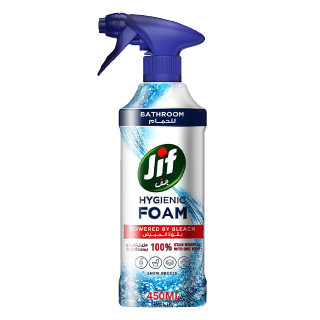 BATHROOM
للحمام
Jif
جف
HYGIENIC
FOAM
POWERED BY BLEACH
بقوة المبيض
100%
SNOW BREEZE
450ML